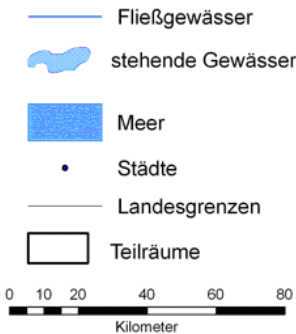 Fließgewässer
stehende Gewässer
Meer
Städte
Landesgrenzen
Teilräume
0 10 20 40 60 80
Kilometer